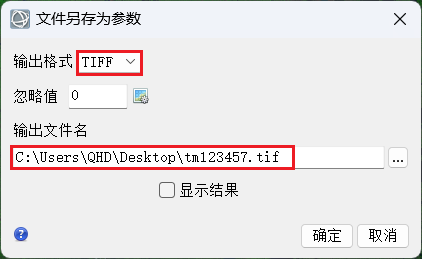 文件另存为参数
输出格式 TIFF
忽略值 0
输出文件名
C:\Users\QHD\Desktop\tm123457.tif ...
显示结果
? 确定 取消